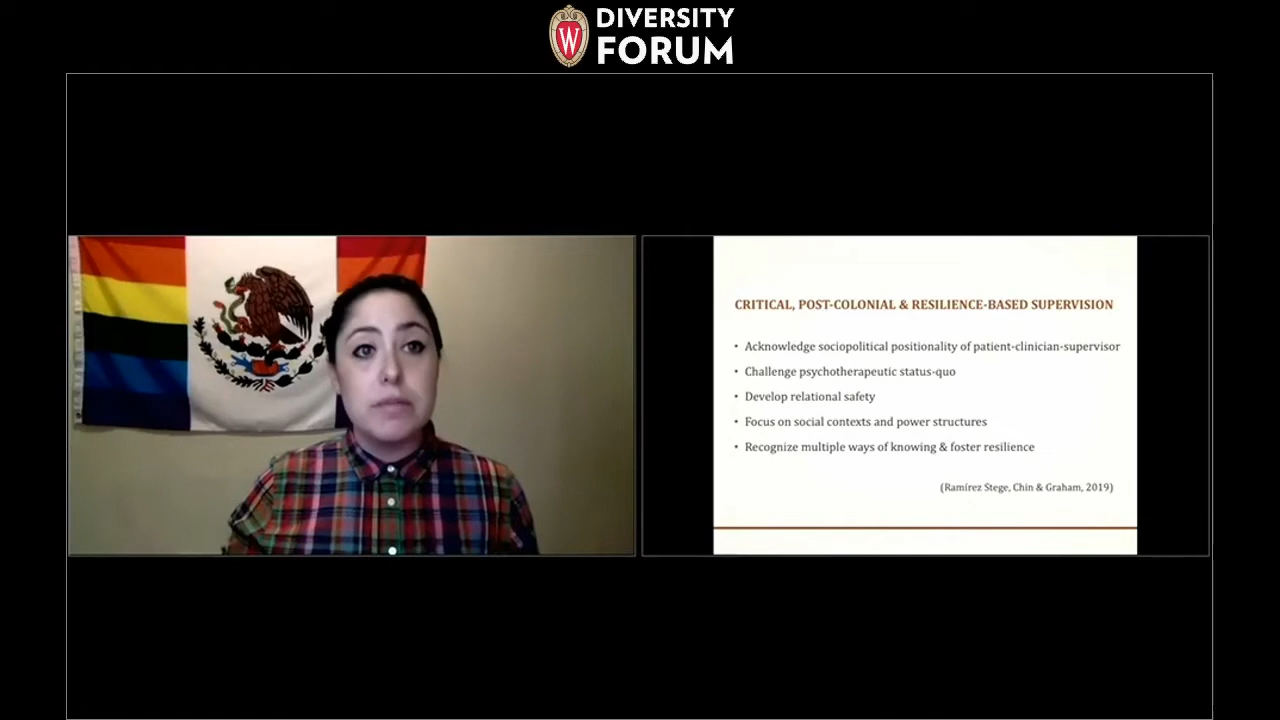 DIVERSITY
FORUM
W
CRITICAL, POST-COLONIAL & RESILIENCE-BASED SUPERVISION
• Acknowledge sociopolitical positionality of patient-clinician-supervisor
• Challenge psychotherapeutic status-quo
• Develop relational safety
• Focus on social contexts and power structures
• Recognize multiple ways of knowing & foster resilience
(Ramírez Stege, Chin & Graham, 2019)